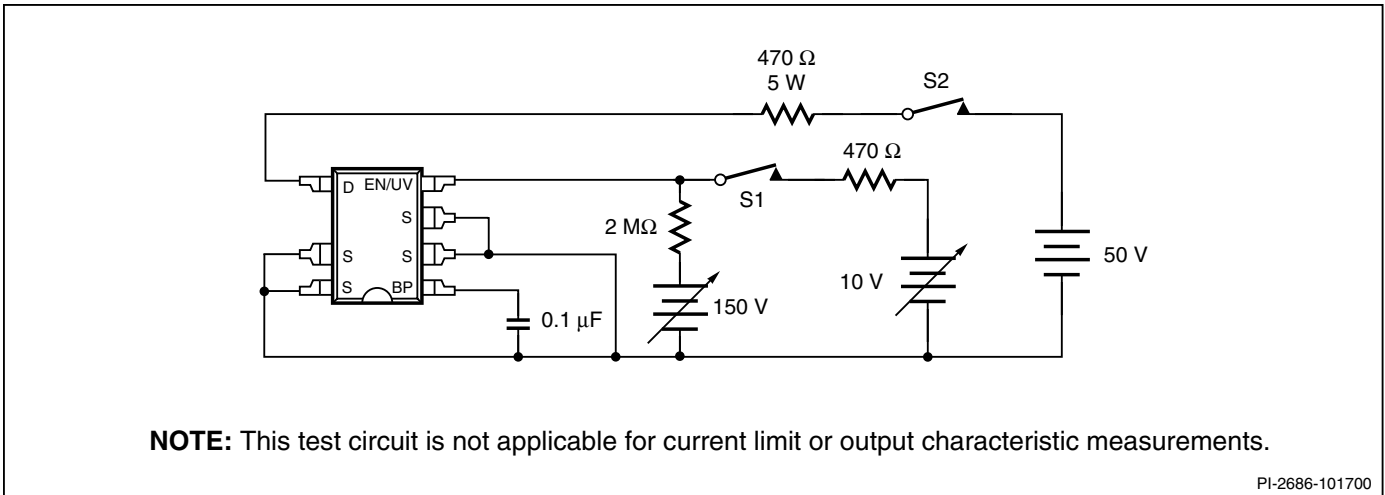 470 Ω
5 W
S2
470 Ω
S1
D EN/UV
S
2 MΩ
S S
50 V
10 V
S BP
150 V
0.1 µF
NOTE: This test circuit is not applicable for current limit or output characteristic measurements.
PI-2686-101700